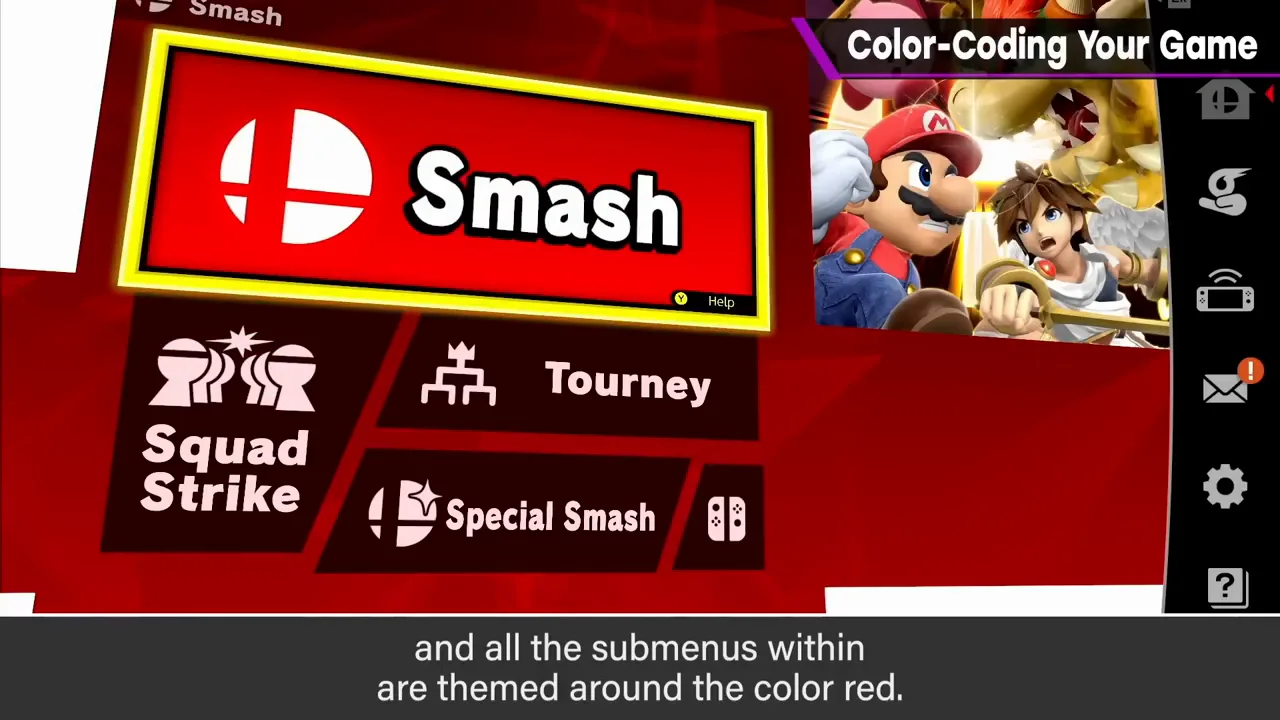 Smash
Color-Coding Your Game
Smash
Y Help
Tourney
Squad
Strike
Special Smash
and all the submenus within
are themed around the color red.